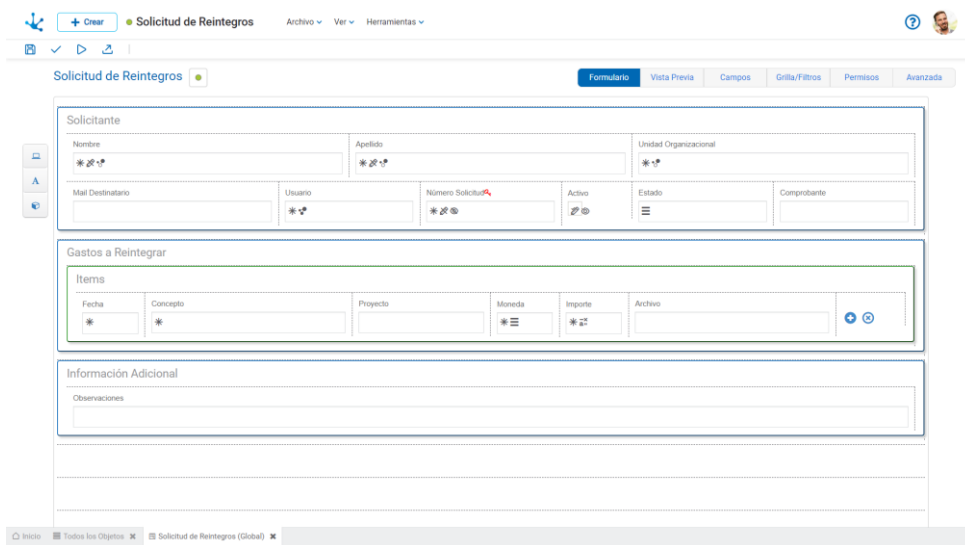 Crear
Solicitud de Reintegros
Archivo Ver Herramientas
Solicitud de Reintegros
Formulario Vista Previa Campos Grilla/Filtros Permisos Avanzada
Solicitante
Nombre Apellido Unidad Organizacional
A
Mail Destinatario Usuario Número Solicitud Activo Estado Comprobante
Gastos a Reintegrar
Items
Fecha Concepto Proyecto Moneda Importe Archivo
Información Adicional
Observaciones
Inicio Todos los Objetos Solicitud de Reintegros (Global)